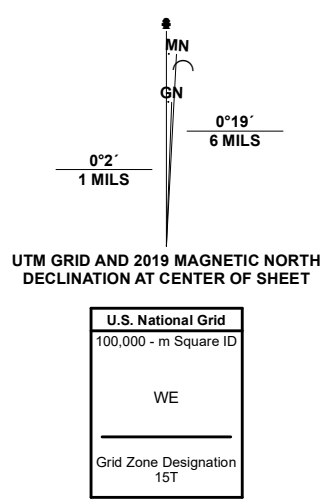 MN
GN
0°19´
6 MILS
0°2´
1 MILS
UTM GRID AND 2019 MAGNETIC NORTH
DECLINATION AT CENTER OF SHEET
U.S. National Grid
100,000 - m Square ID
WE
Grid Zone Designation
15T